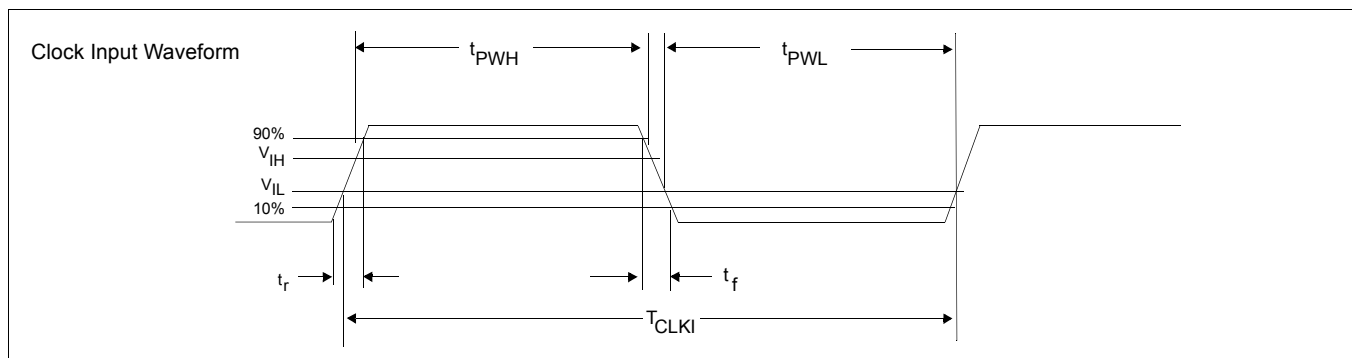 Clock Input Waveform
tPWH
tPWL
90%
VIH
VIL
10%
tr
tf
TCLKI